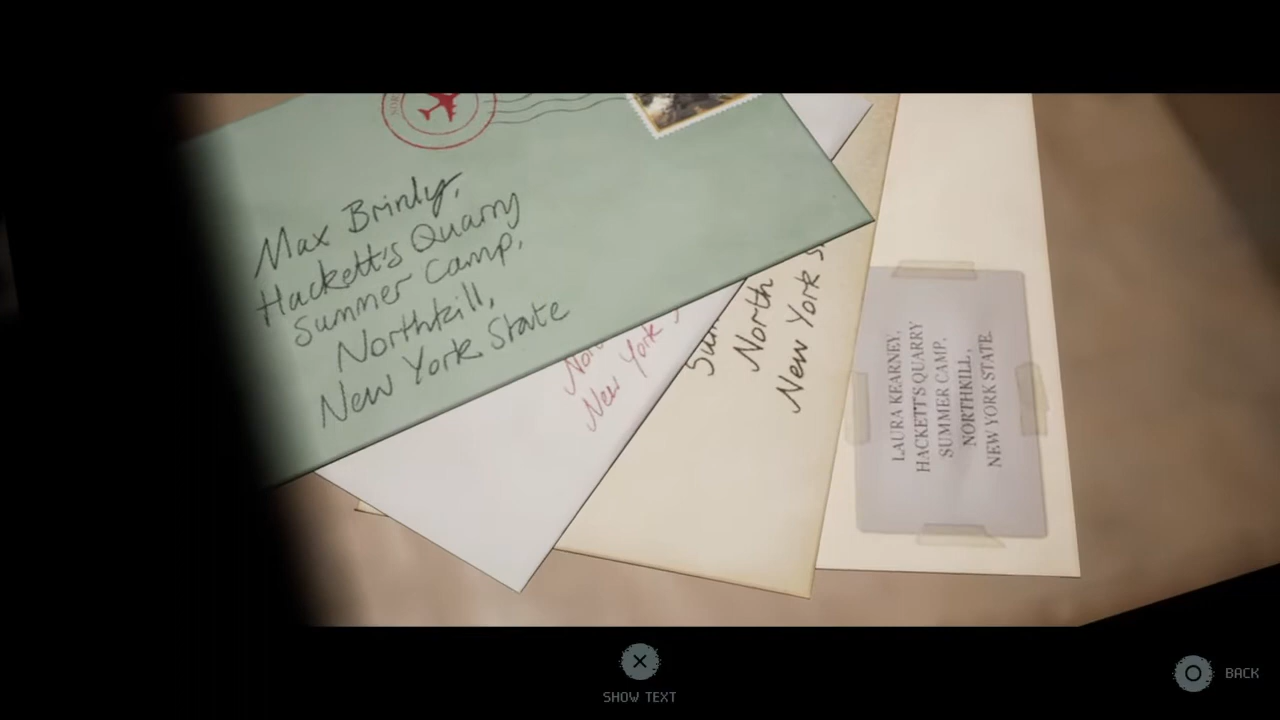 Max Brinly,
Hackett's Quarry
Summer Camp,
Northkill,
New York State
New York
North
New York
LAURA KEARNEY,
HACKETT'S QUARRY
SUMMER CAMP,
NORTHKILL,
NEW YORK STATE.
SHOW TEXT
BACK